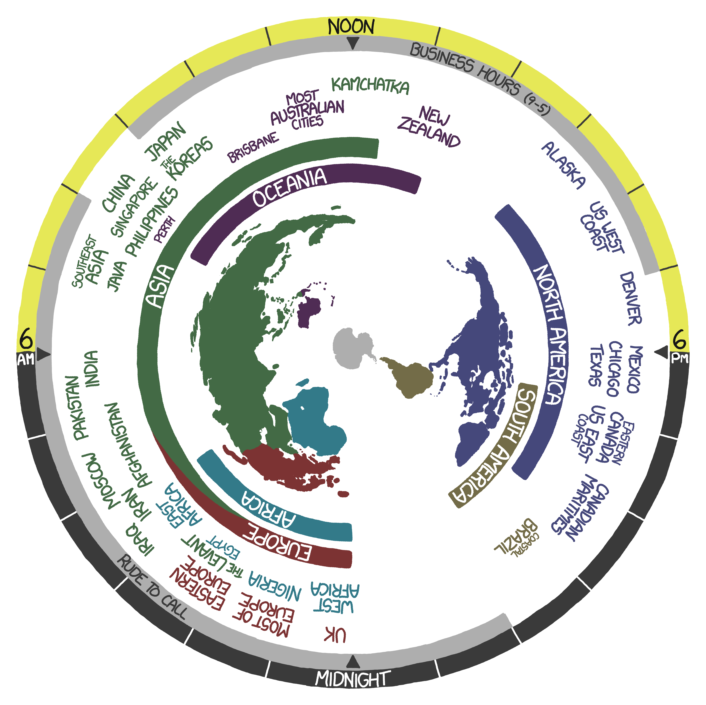 NOON
BUSINESS HOURS (9-5)
KAMCHATKA
MOST
AUSTRALIAN
CITIES
NEW
ZEALAND
BRISBANE
JAPAN
THE
KOREAS
CHINA
SINGAPORE
PHILIPPINES
PERTH
SOUTHEAST
ASIA
JAVA
ALASKA
US WEST
COAST
DENVER
OCEANIA
ASIA
NORTH AMERICA
6
AM
6
PM
MEXICO
CHICAGO
TEXAS
INDIA
PAKISTAN
AFGHANISTAN
MOSCOW
IRAN
IRAQ
EASTERN
CANADA
US EAST
COAST
CANADIAN
MARITIMES
SOUTH AMERICA
COASTAL
BRAZIL
AFRICA
EUROPE
EAST
AFRICA
EGYPT
THE LEVANT
EASTERN
EUROPE
NIGERIA
MOST OF
EUROPE
WEST
AFRICA
UK
RUDE TO CALL
MIDNIGHT